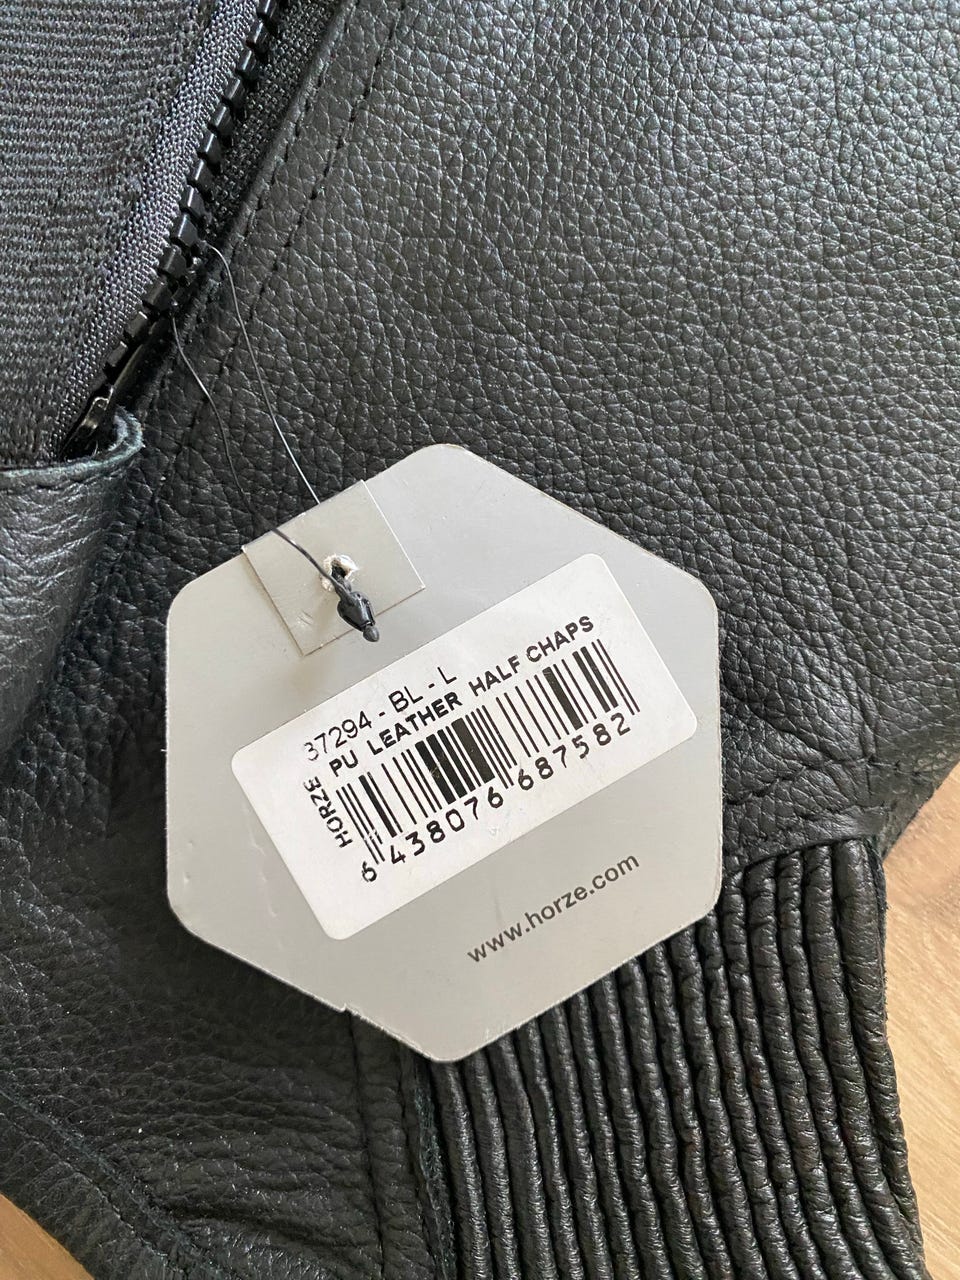 37294 - BL - L
PU LEATHER HALF CHAPS
HORZE
6 438076 687582
www.horze.com